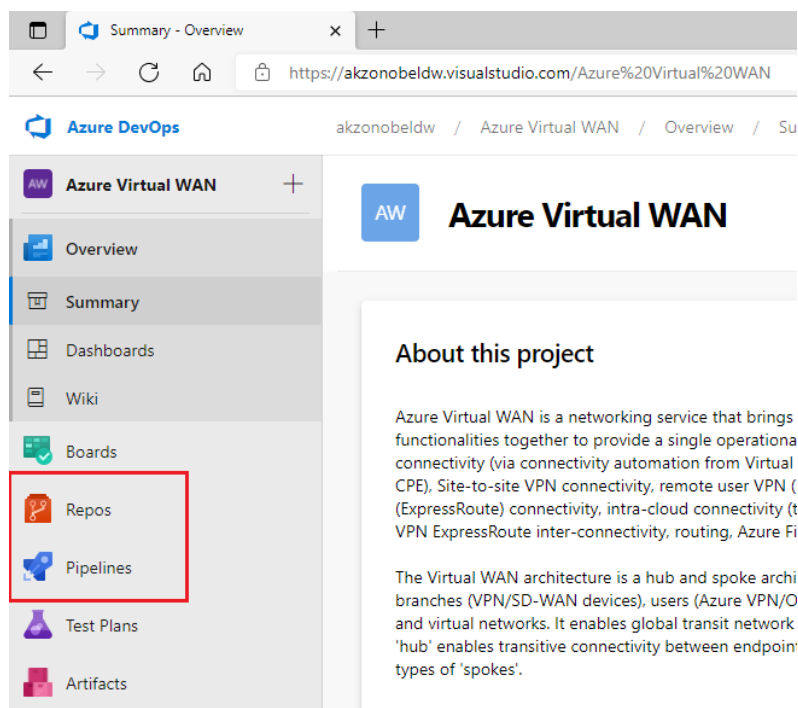 Summary - Overview
https://akzonobeldw.visualstudio.com/Azure%20Virtual%20WAN
Azure DevOps
akzonobeldw / Azure Virtual WAN / Overview / Su
AW Azure Virtual WAN
AW Azure Virtual WAN
Overview
Summary
Dashboards
Wiki
Boards
Repos
Pipelines
Test Plans
Artifacts
About this project
Azure Virtual WAN is a networking service that brings
functionalities together to provide a single operationa
connectivity (via connectivity automation from Virtual
CPE), Site-to-site VPN connectivity, remote user VPN (
(ExpressRoute) connectivity, intra-cloud connectivity (t
VPN ExpressRoute inter-connectivity, routing, Azure Fi
The Virtual WAN architecture is a hub and spoke archi
branches (VPN/SD-WAN devices), users (Azure VPN/O
and virtual networks. It enables global transit network
'hub' enables transitive connectivity between endpoint
types of 'spokes'.